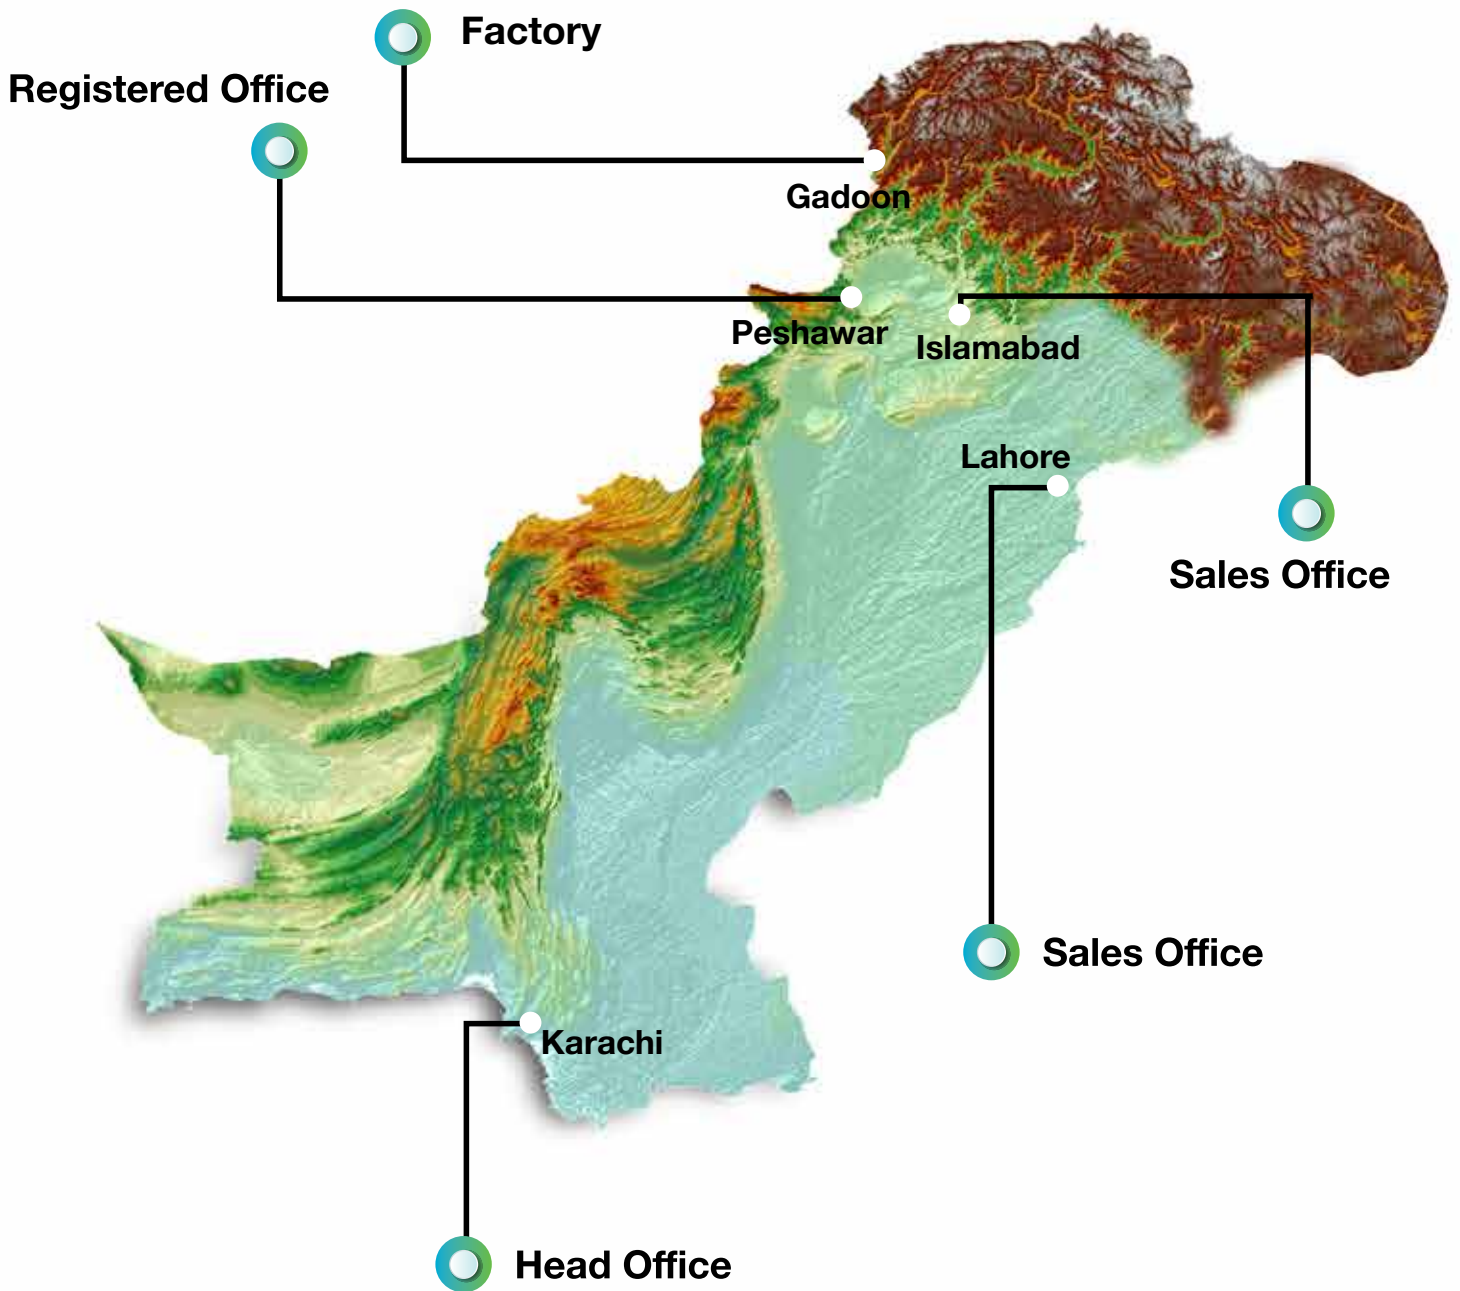 Factory
Registered Office
Gadoon
Peshawar
Islamabad
Lahore
Sales Office
Sales Office
Karachi
Head Office